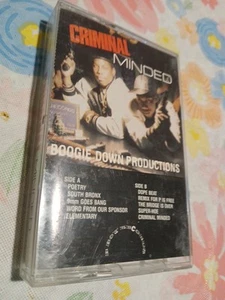 CRIMINAL
MINDED
BOOGIE DOWN PRODUCTIONS
SIDE A
POETRY
SOUTH BRONX
9mm GOES BANG
WORD FROM OUR SPONSOR
ELEMENTARY
SIDE B
DOPE BEAT
REMIX FOR P IS FREE
THE BRIDGE IS OVER
SUPER-HOE
CRIMINAL MINDED